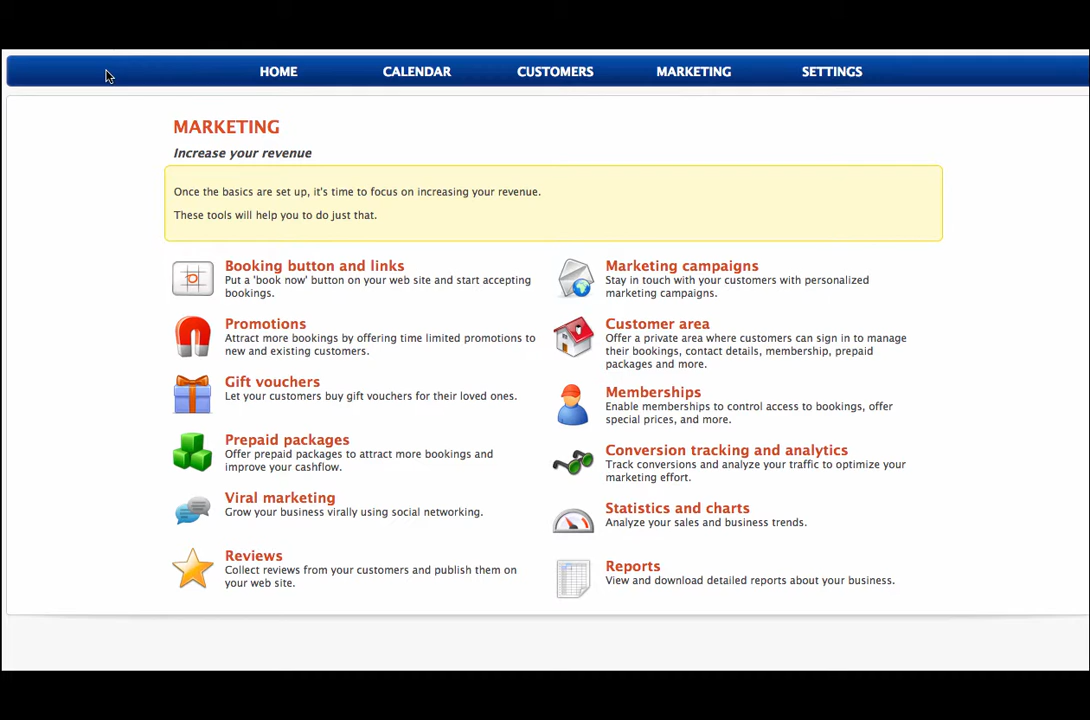 HOME CALENDAR CUSTOMERS MARKETING SETTINGS
MARKETING
Increase your revenue
Once the basics are set up, it's time to focus on increasing your revenue.
These tools will help you to do just that.
Booking button and links
Put a 'book now' button on your web site and start accepting
bookings.
Promotions
Attract more bookings by offering time limited promotions to
new and existing customers.
Gift vouchers
Let your customers buy gift vouchers for their loved ones.
Prepaid packages
Offer prepaid packages to attract more bookings and
improve your cashflow.
Viral marketing
Grow your business virally using social networking.
Reviews
Collect reviews from your customers and publish them on
your web site.
Marketing campaigns
Stay in touch with your customers with personalized
marketing campaigns.
Customer area
Offer a private area where customers can sign in to manage
their bookings, contact details, membership, prepaid
packages and more.
Memberships
Enable memberships to control access to bookings, offer
special prices, and more.
Conversion tracking and analytics
Track conversions and analyze your traffic to optimize your
marketing effort.
Statistics and charts
Analyze your sales and business trends.
Reports
View and download detailed reports about your business.